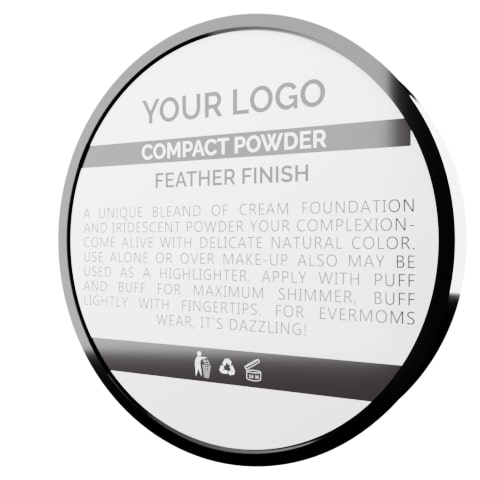 YOUR LOGO
COMPACT POWDER
FEATHER FINISH
A UNIQUE BLEAND OF CREAM FOUNDATION
AND IRIDESCENT POWDER YOUR COMPLEXION-
COME ALIVE WITH DELICATE NATURAL COLOR.
USE ALONE OR OVER MAKE-UP ALSO MAY BE
USED AS A HIGHLIGHTER. APPLY WITH PUFF
AND BUFF FOR MAXIMUM SHIMMER, BUFF
LIGHTLY WITH FINGERTIPS. FOR EVERMOMS
WEAR, IT'S DAZZLING!